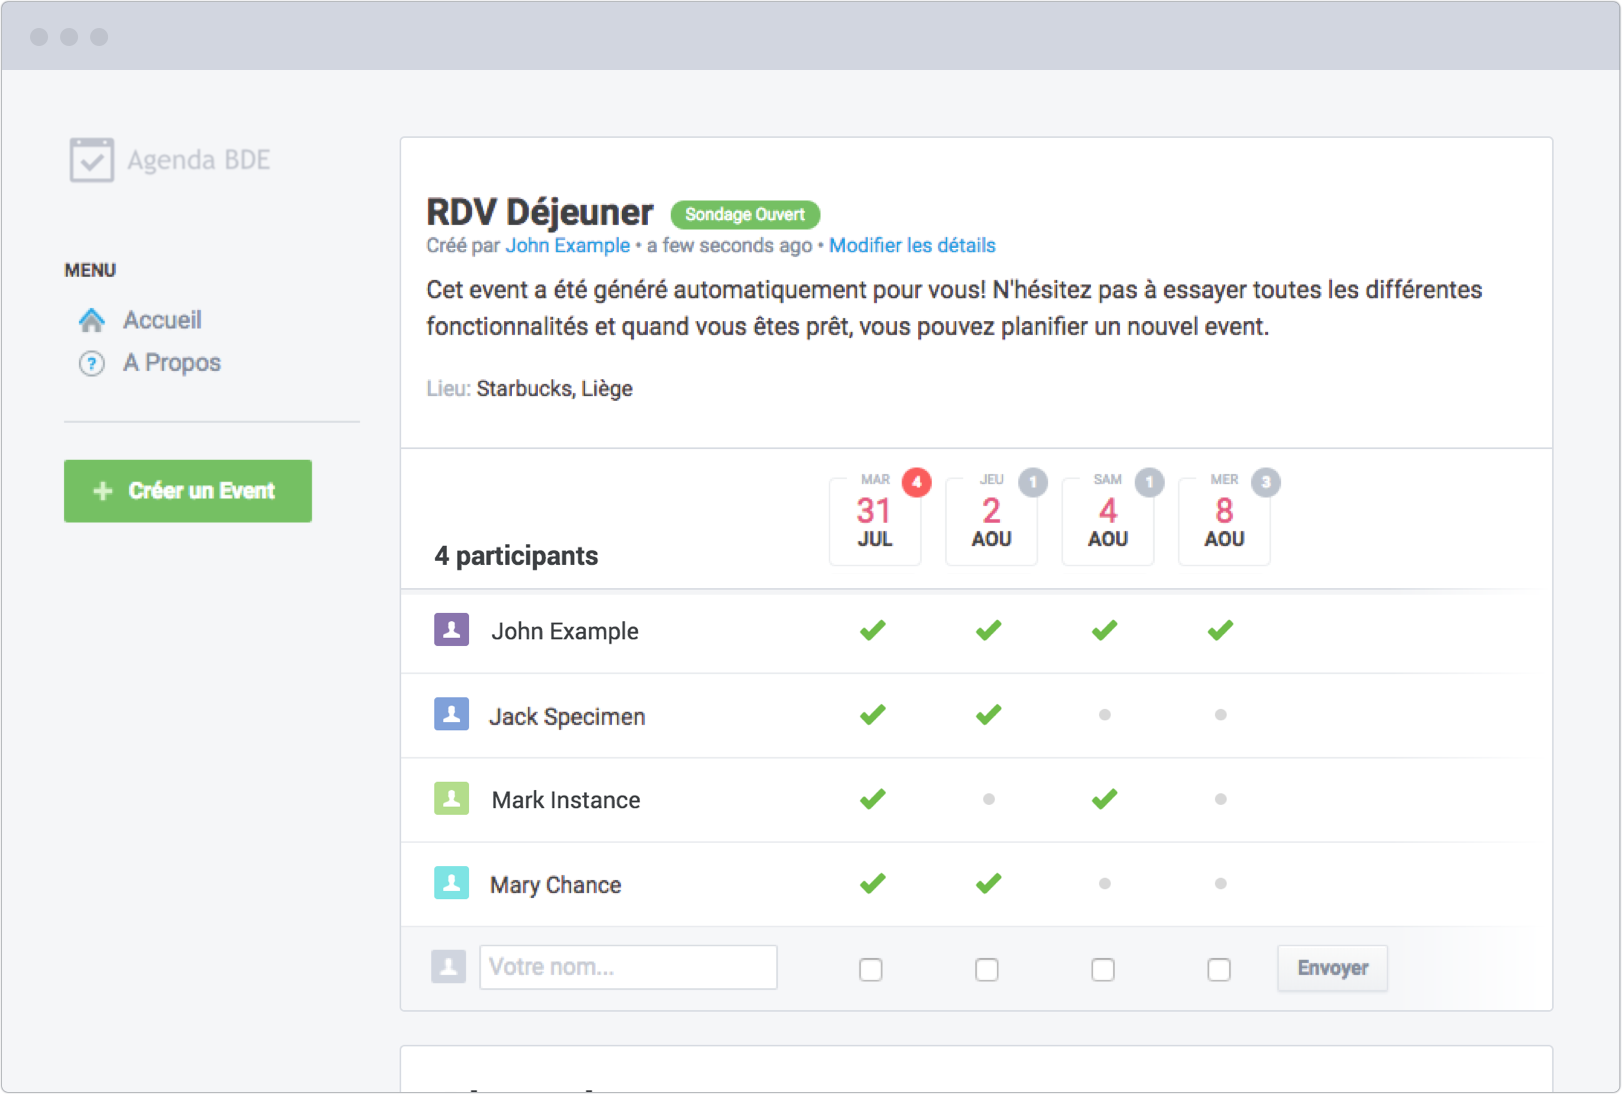 Agenda BDE
MENU
Accueil
? A Propos
+ Créer un Event
RDV Déjeuner Sondage Ouvert
Créé par John Example • a few seconds ago • Modifier les détails
Cet event a été généré automatiquement pour vous! N'hésitez pas à essayer toutes les différentes
fonctionnalités et quand vous êtes prêt, vous pouvez planifier un nouvel event.
Lieu: Starbucks, Liège
MAR 4 JEU 1 SAM 1 MER 3
31 2 4 8
JUL AOU AOU AOU
4 participants
John Example
Jack Specimen
Mark Instance
Mary Chance
Votre nom... Envoyer